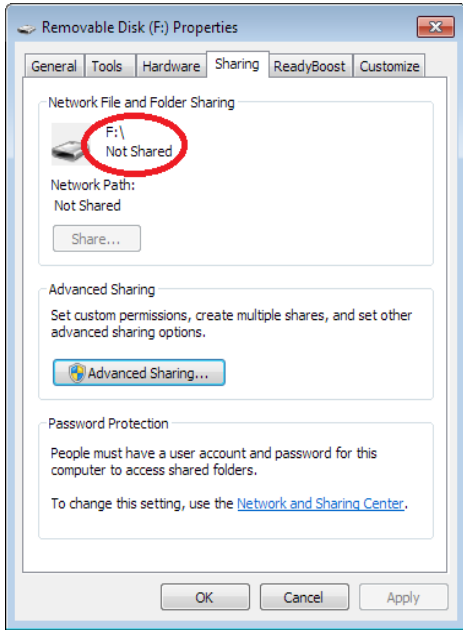 Removable Disk (F:) Properties
General Tools Hardware Sharing ReadyBoost Customize
Network File and Folder Sharing
F:\
Not Shared
Network Path:
Not Shared
Share...
Advanced Sharing
Set custom permissions, create multiple shares, and set other
advanced sharing options.
Advanced Sharing...
Password Protection
People must have a user account and password for this
computer to access shared folders.
To change this setting, use the Network and Sharing Center.
OK Cancel Apply